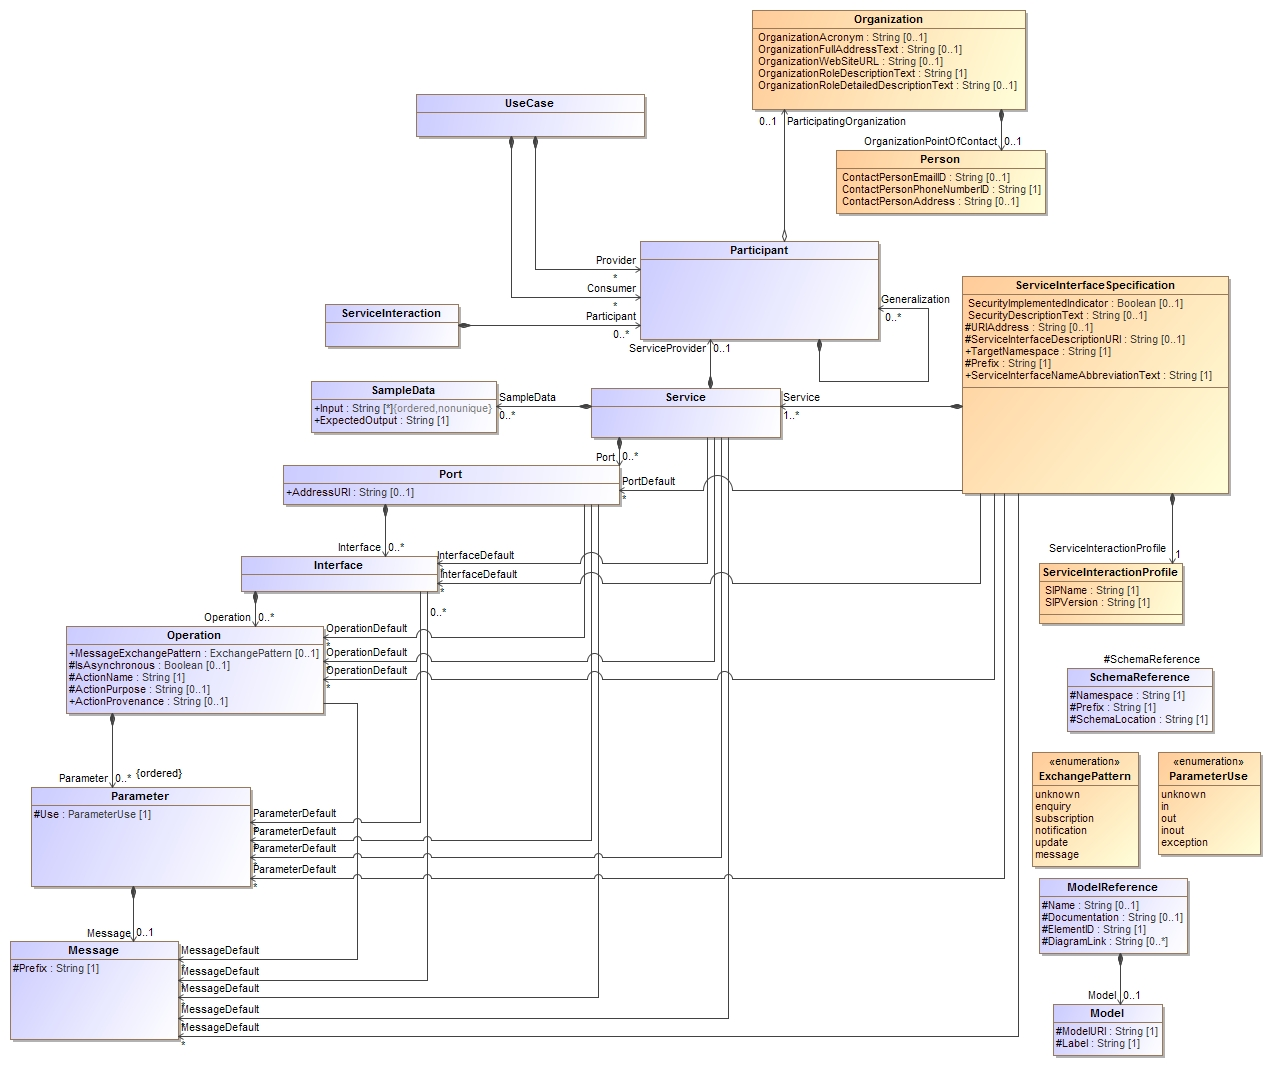 Organization
OrganizationAcronym : String [0..1]
OrganizationFullAddressText : String [0..1]
OrganizationWebSiteURL : String [0..1]
OrganizationRoleDescriptionText : String [1]
OrganizationRoleDetailedDescriptionText : String [0..1]
UseCase
0..1
ParticipatingOrganization
OrganizationPointOfContact
0..1
Person
ContactPersonEmailID : String [0..1]
ContactPersonPhoneNumberID : String [1]
ContactPersonAddress : String [0..1]
Participant
Provider
*
Consumer
*
Participant
0..*
Generalization
0..*
ServiceInteraction
ServiceProvider
0..1
ServiceInterfaceSpecification
SecurityImplementedIndicator : Boolean [0..1]
SecurityDescriptionText : String [0..1]
#URIAddress : String [0..1]
#ServiceInterfaceDescriptionURI : String [0..1]
+TargetNamespace : String [1]
#Prefix : String [1]
+ServiceInterfaceNameAbbreviationText : String [1]
SampleData
+Input : String [*]{ordered,nonunique}
+ExpectedOutput : String [1]
SampleData
0..*
Service
Service
1..*
Port
0..*
Port
+AddressURI : String [0..1]
PortDefault
*
Interface
0..*
Interface
InterfaceDefault
*
InterfaceDefault
*
0..*
ServiceInteractionProfile
1
ServiceInteractionProfile
SIPName : String [1]
SIPVersion : String [1]
Operation
0..*
Operation
+MessageExchangePattern : ExchangePattern [0..1]
#IsAsynchronous : Boolean [0..1]
#ActionName : String [1]
#ActionPurpose : String [0..1]
+ActionProvenance : String [0..1]
OperationDefault
*
OperationDefault
*
OperationDefault
*
#SchemaReference
SchemaReference
#Namespace : String [1]
#Prefix : String [1]
#SchemaLocation : String [1]
Parameter
0..*
{ordered}
Parameter
#Use : ParameterUse [1]
ParameterDefault
*
ParameterDefault
*
ParameterDefault
*
ParameterDefault
*
«enumeration»
ExchangePattern
unknown
enquiry
subscription
notification
update
message
«enumeration»
ParameterUse
unknown
in
out
inout
exception
Message
0..1
Message
#Prefix : String [1]
MessageDefault
*
MessageDefault
*
MessageDefault
*
MessageDefault
*
MessageDefault
*
ModelReference
#Name : String [0..1]
#Documentation : String [0..1]
#ElementID : String [1]
#DiagramLink : String [0..*]
Model
0..1
Model
#ModelURI : String [1]
#Label : String [1]